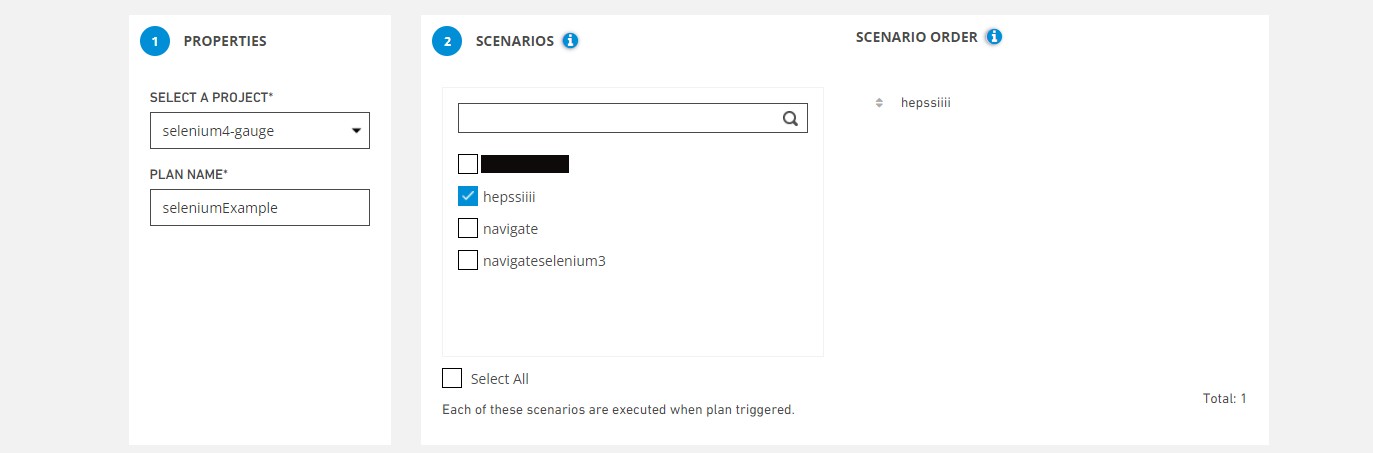 1 PROPERTIES
SELECT A PROJECT*
selenium4-gauge
PLAN NAME*
seleniumExample
2 SCENARIOS
hepssiiii
navigate
navigateselenium3
Select All
Each of these scenarios are executed when plan triggered.
SCENARIO ORDER
hepssiiii
Total: 1